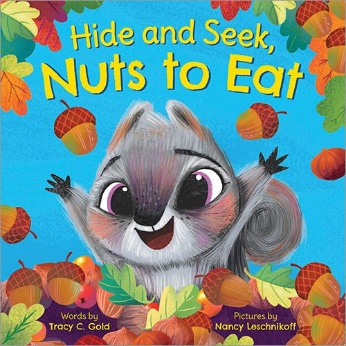 Hide and Seek,
Nuts to Eat
Words by
Tracy C. Gold
Pictures by
Nancy Leschnikoff